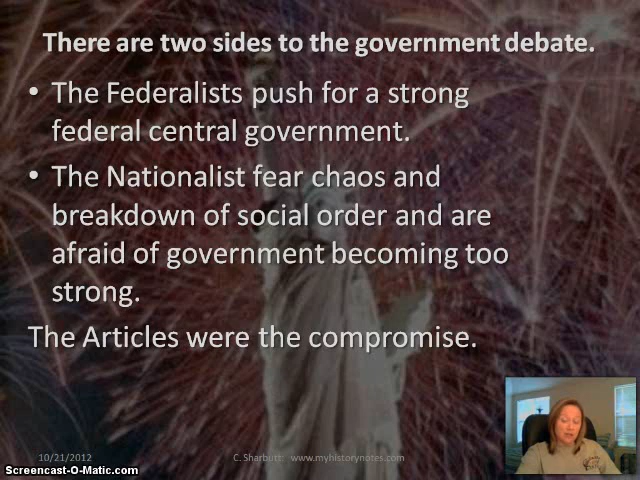 There are two sides to the government debate.
• The Federalists push for a strong
federal central government.
• The Nationalist fear chaos and
breakdown of social order and are
afraid of government becoming too
strong.
The Articles were the compromise.
10/21/2012
C. Sharbutt: www.myhistorynotes.com
Screencast-O-Matic.com